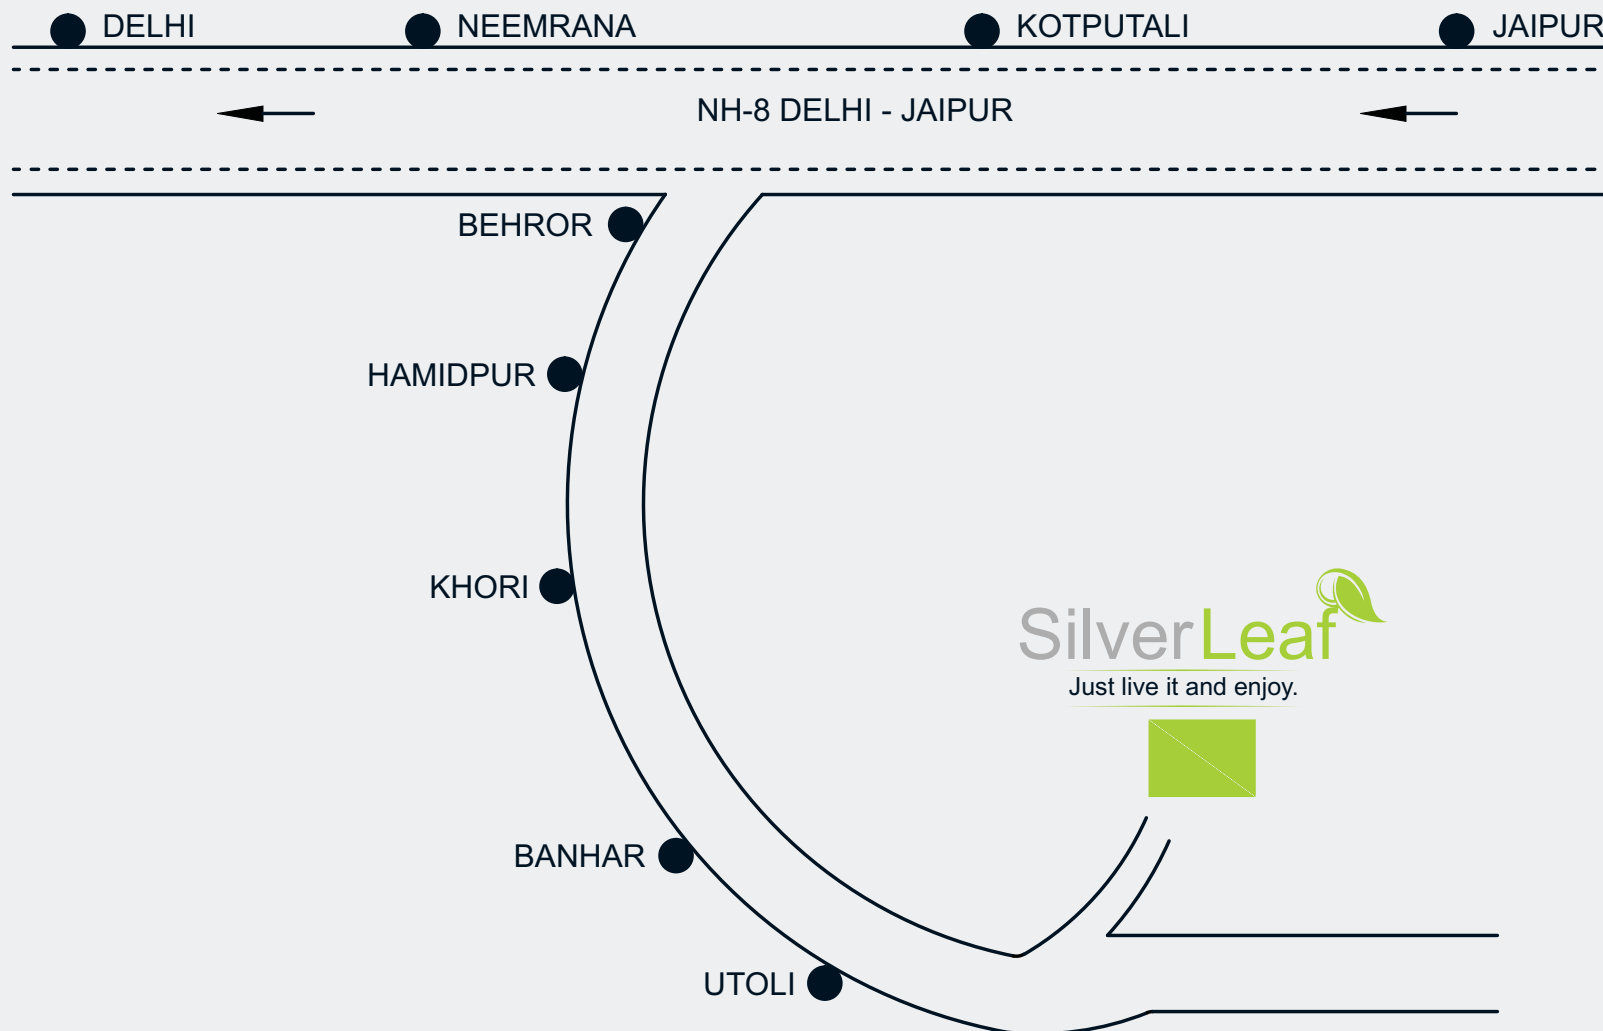 DELHI
NEEMRANA
KOTPUTALI
JAIPUR
NH-8 DELHI - JAIPUR
BEHROR
HAMIDPUR
KHORI
SilverLeaf
Just live it and enjoy.
BANHAR
UTOLI